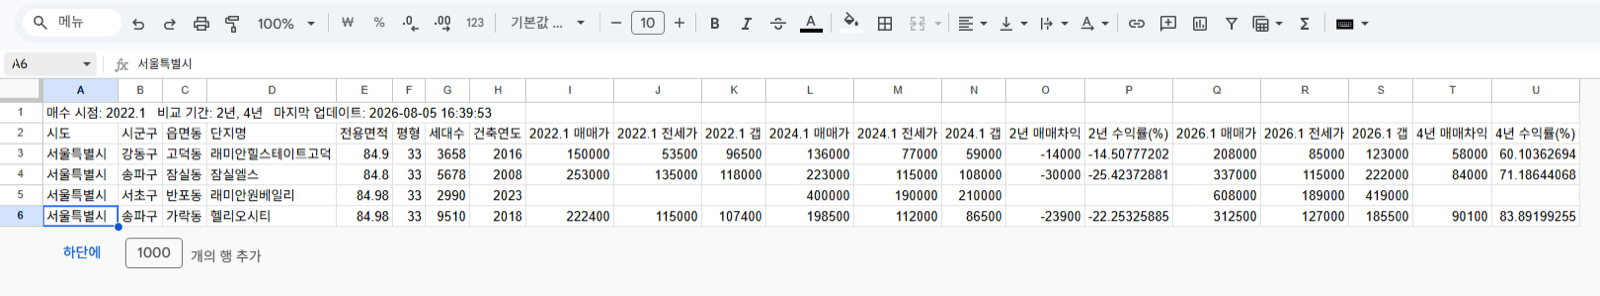 메뉴 100% ₩ % .0 .00 123 기본값 ... − 10 + B I S A Σ
A6 fx 서울특별시
A B C D E F G H I J K L M N O P Q R S T U
1 매수 시점: 2022.1 비교 기간: 2년, 4년 마지막 업데이트: 2026-08-05 16:39:53
2 시도 시군구 읍면동 단지명 전용면적 평형 세대수 건축연도 2022.1 매매가 2022.1 전세가 2022.1 갭 2024.1 매매가 2024.1 전세가 2024.1 갭 2년 매매차익 2년 수익률(%) 2026.1 매매가 2026.1 전세가 2026.1 갭 4년 매매차익 4년 수익률(%)
3 서울특별시 강동구 고덕동 래미안힐스테이트고덕 84.9 33 3658 2016 150000 53500 96500 136000 77000 59000 -14000 -14.50777202 208000 85000 123000 58000 60.10362694
4 서울특별시 송파구 잠실동 잠실엘스 84.8 33 5678 2008 253000 135000 118000 223000 115000 108000 -30000 -25.42372881 337000 115000 222000 84000 71.18644068
5 서울특별시 서초구 반포동 래미안원베일리 84.98 33 2990 2023 400000 190000 210000 608000 189000 419000
6 서울특별시 송파구 가락동 헬리오시티 84.98 33 9510 2018 222400 115000 107400 198500 112000 86500 -23900 -22.25325885 312500 127000 185500 90100 83.89199255
하단에 1000 개의 행 추가